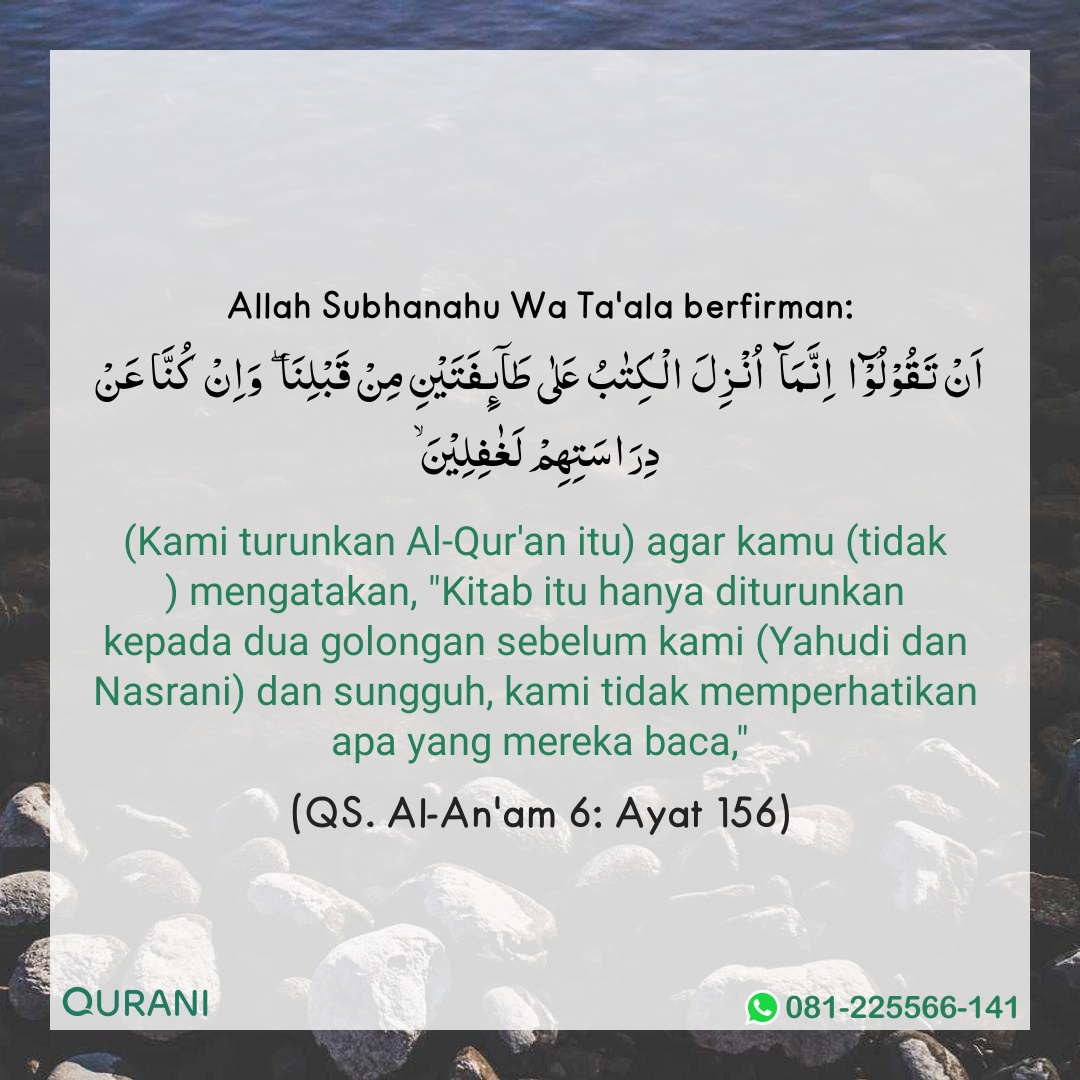 Allah Subhanahu Wa Ta'ala berfirman:
اَنْ تَقُوْلُوْۤا اِنَّمَاۤ اُنْزِلَ الْـكِتٰبُ عَلٰى طَآئِفَتَيْنِ مِنْ قَبْلِنَا ۖ وَاِنْ كُنَّا عَنْ
دِرَا سَتِهِمْ لَغٰفِلِيْنَ ۙ
(Kami turunkan Al-Qur'an itu) agar kamu (tidak
) mengatakan, "Kitab itu hanya diturunkan
kepada dua golongan sebelum kami (Yahudi dan
Nasrani) dan sungguh, kami tidak memperhatikan
apa yang mereka baca,"
(QS. Al-An'am 6: Ayat 156)
QURANI
081-225566-141